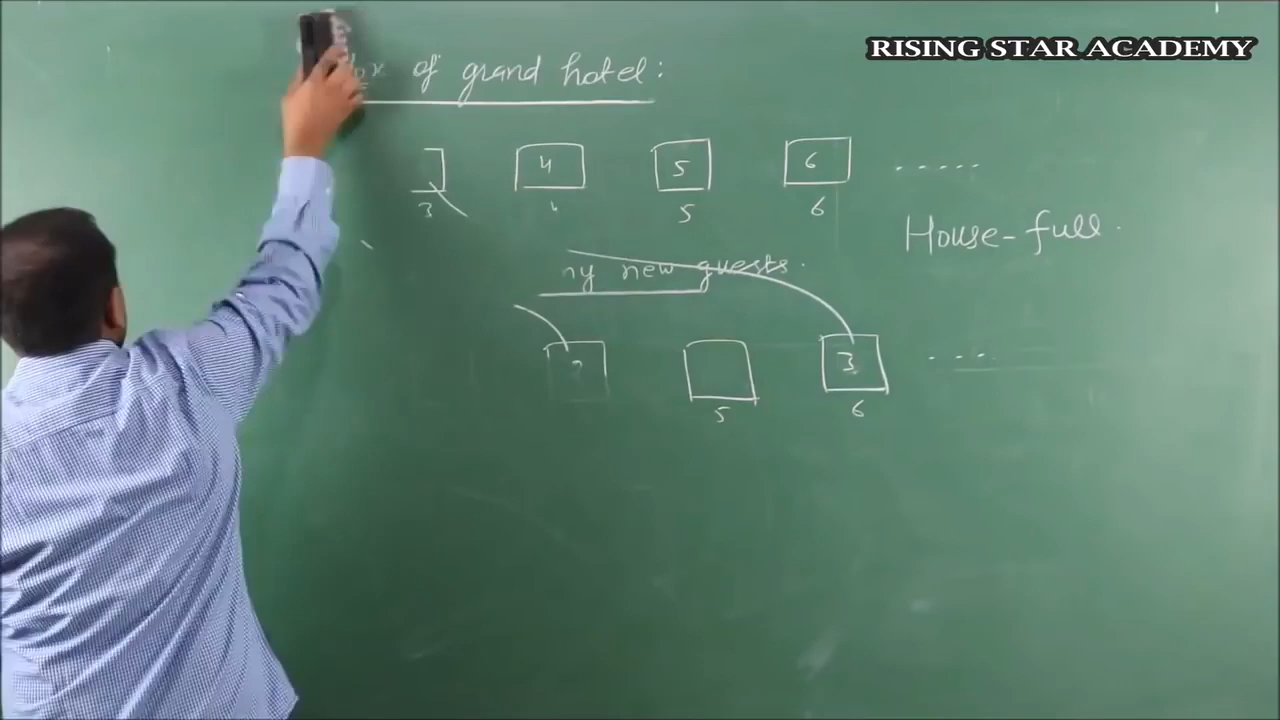 RISING STAR ACADEMY
of grand hotel:
4 5 6 .....
3 5 6
House-full.
new guests.
3 ....
5 6